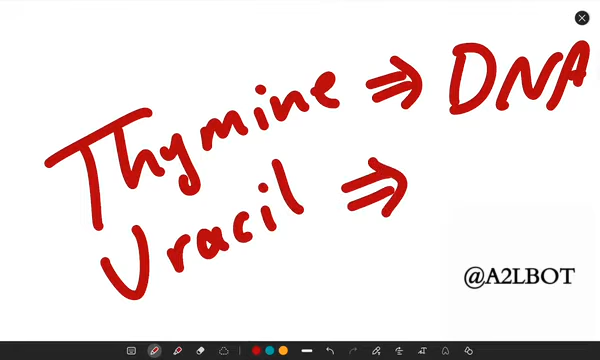 Thymine ⇒ DNA
Uracil ⇒
@A2LBOT